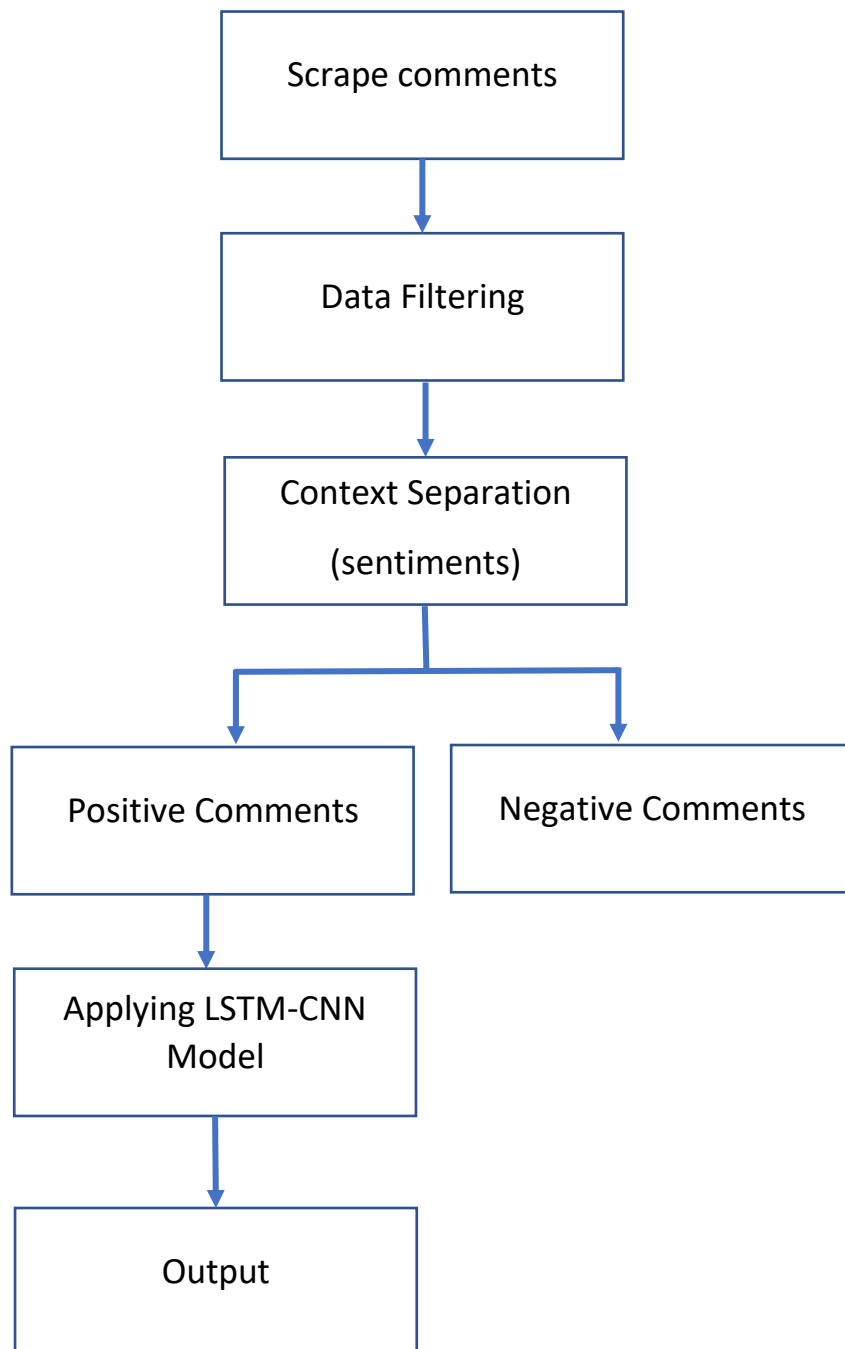 Scrape comments
Data Filtering
Context Separation
(sentiments)
Positive Comments
Negative Comments
Applying LSTM-CNN
Model
Output